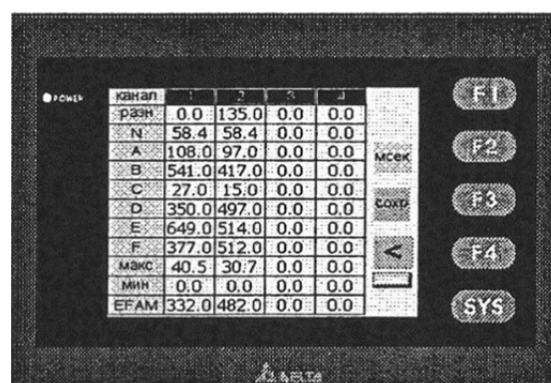 POWER
канал 1 2 3 4
разн 0.0 135.0 0.0 0.0
N 58.4 58.4 0.0 0.0
A 108.0 97.0 0.0 0.0
B 541.0 417.0 0.0 0.0
C 27.0 15.0 0.0 0.0
D 350.0 497.0 0.0 0.0
E 649.0 514.0 0.0 0.0
F 377.0 512.0 0.0 0.0
макс 40.5 30.7 0.0 0.0
мин 0.0 0.0 0.0 0.0
EFAM 332.0 482.0 0.0 0.0
мсек
сохр
<
F1
F2
F3
F4
SYS
DELTA